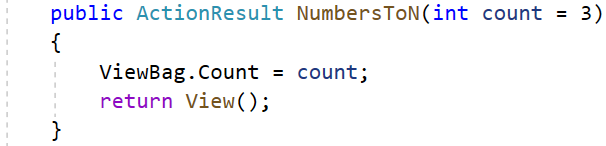 public ActionResult NumbersToN(int count = 3)
{
ViewBag.Count = count;
return View();
}